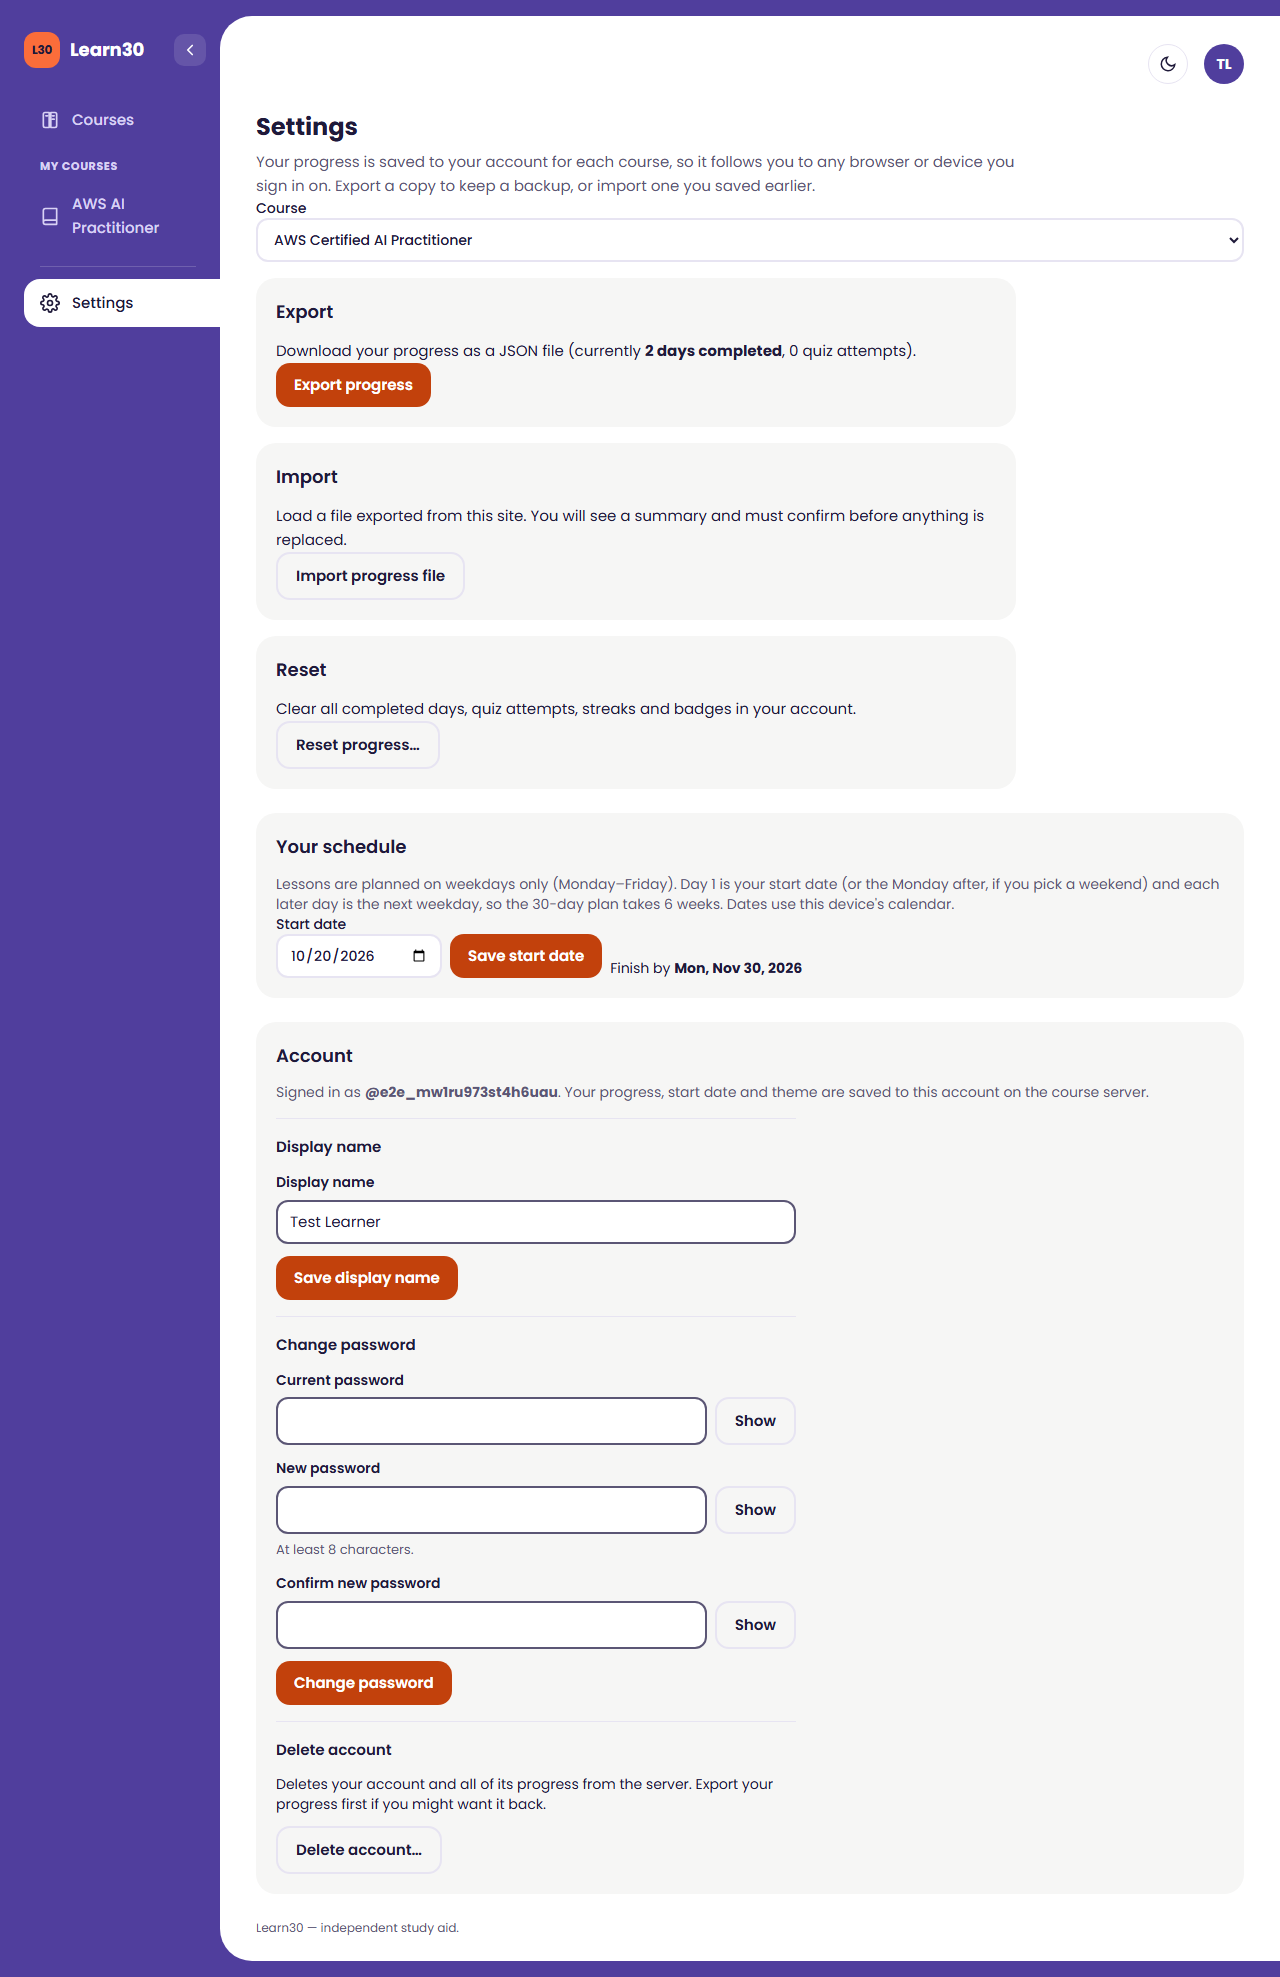 L30 Learn30
TL
Courses
MY COURSES
AWS AI
Practitioner
Settings
Settings
Your progress is saved to your account for each course, so it follows you to any browser or device you
sign in on. Export a copy to keep a backup, or import one you saved earlier.
Course
AWS Certified AI Practitioner
Export
Download your progress as a JSON file (currently 2 days completed, 0 quiz attempts).
Export progress
Import
Load a file exported from this site. You will see a summary and must confirm before anything is
replaced.
Import progress file
Reset
Clear all completed days, quiz attempts, streaks and badges in your account.
Reset progress...
Your schedule
Lessons are planned on weekdays only (Monday–Friday). Day 1 is your start date (or the Monday after, if you pick a weekend) and each
later day is the next weekday, so the 30-day plan takes 6 weeks. Dates use this device's calendar.
Start date
10/20/2026 Save start date Finish by Mon, Nov 30, 2026
Account
Signed in as @e2e_mw1ru973st4h6uau. Your progress, start date and theme are saved to this account on the course server.
Display name
Display name
Test Learner
Save display name
Change password
Current password
Show
New password
Show
At least 8 characters.
Confirm new password
Show
Change password
Delete account
Deletes your account and all of its progress from the server. Export your
progress first if you might want it back.
Delete account...
Learn30 — independent study aid.